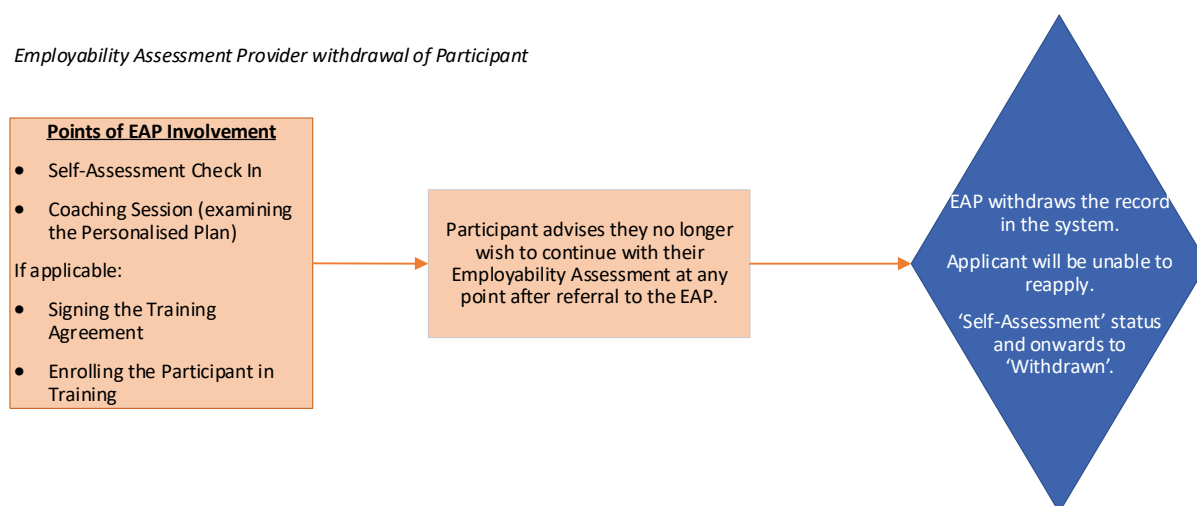 Employability Assessment Provider withdrawal of Participant
Points of EAP Involvement
• Self-Assessment Check In
• Coaching Session (examining
the Personalised Plan)
If applicable:
• Signing the Training
Agreement
• Enrolling the Participant in
Training
Participant advises they no longer
wish to continue with their
Employability Assessment at any
point after referral to the EAP.
EAP withdraws the record
in the system.
Applicant will be unable to
reapply.
‘Self-Assessment’ status
and onwards to
‘Withdrawn’.